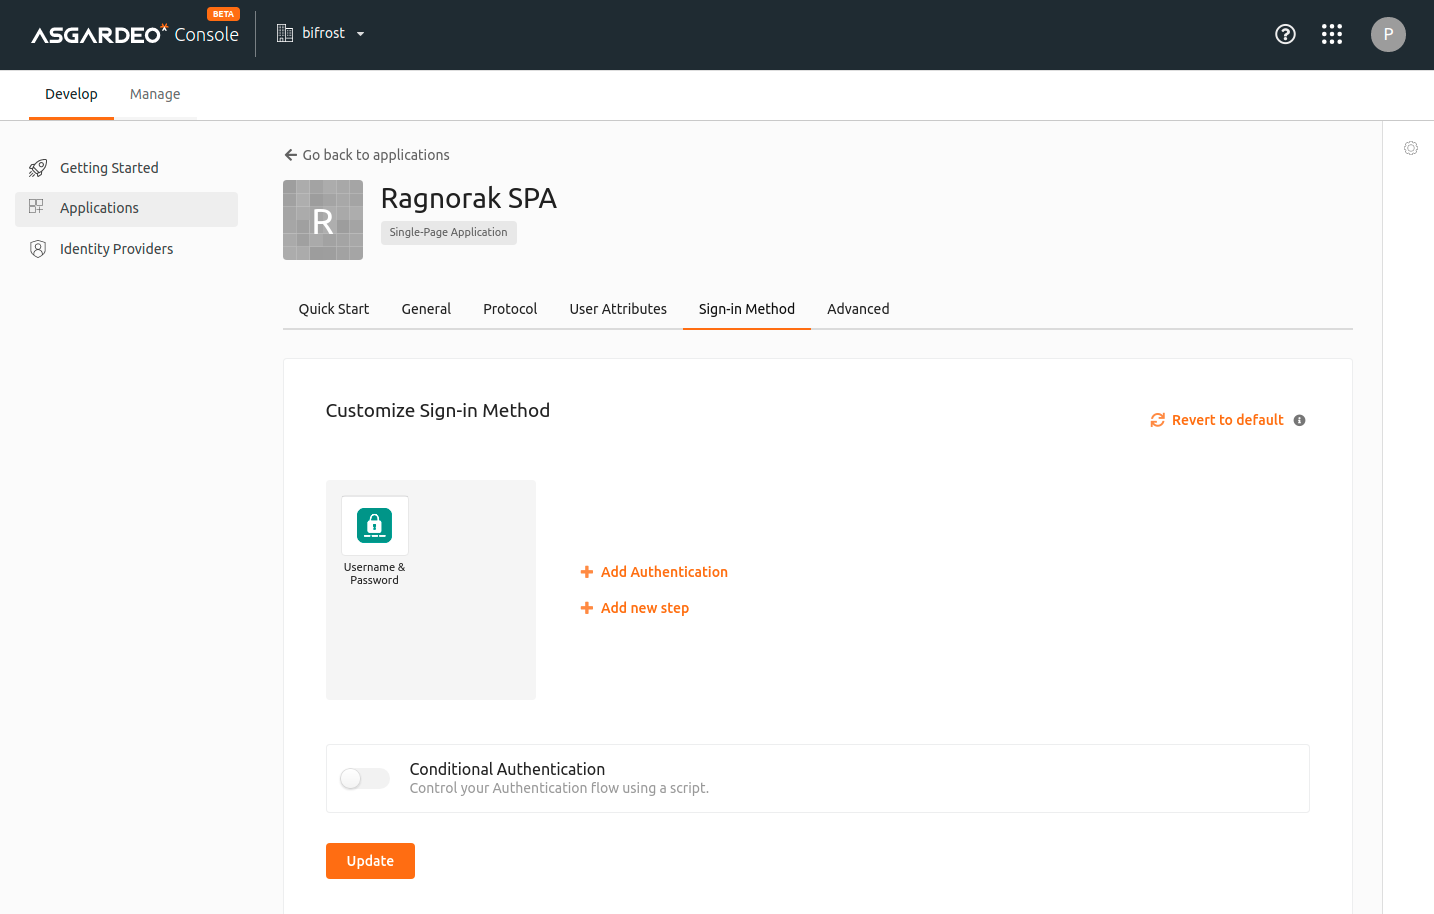 BETA
ASGARDEO Console
bifrost
P
Develop
Manage
Getting Started
Applications
Identity Providers
Go back to applications
R
Ragnorak SPA
Single-Page Application
Quick Start
General
Protocol
User Attributes
Sign-in Method
Advanced
Customize Sign-in Method
Revert to default
Username &
Password
Add Authentication
Add new step
Conditional Authentication
Control your Authentication flow using a script.
Update